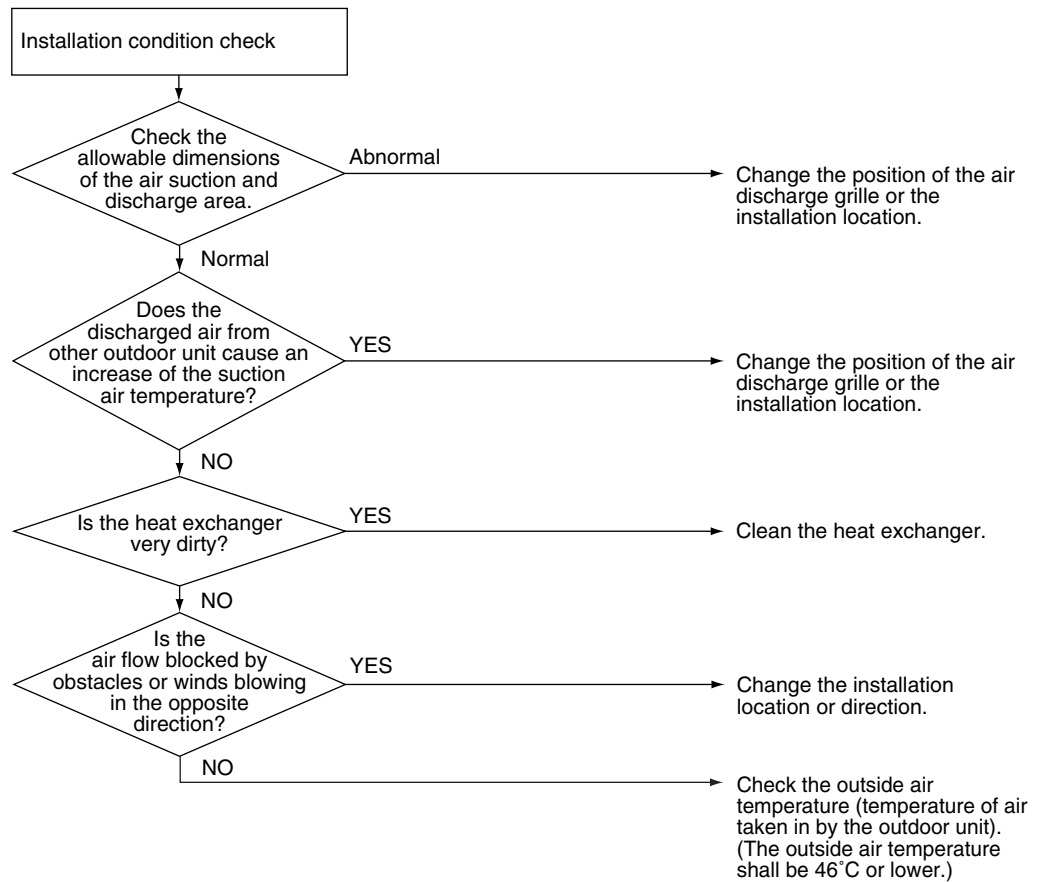 Installation condition check
Check the
allowable dimensions
of the air suction and
discharge area.
Abnormal
Change the position of the air
discharge grille or the
installation location.
Normal
Does the
discharged air from
other outdoor unit cause an
increase of the suction
air temperature?
YES
Change the position of the air
discharge grille or the
installation location.
NO
Is the heat exchanger
very dirty?
YES
Clean the heat exchanger.
NO
Is the
air flow blocked by
obstacles or winds blowing
in the opposite
direction?
YES
Change the installation
location or direction.
NO
Check the outside air
temperature (temperature of air
taken in by the outdoor unit).
(The outside air temperature
shall be 46˚C or lower.)